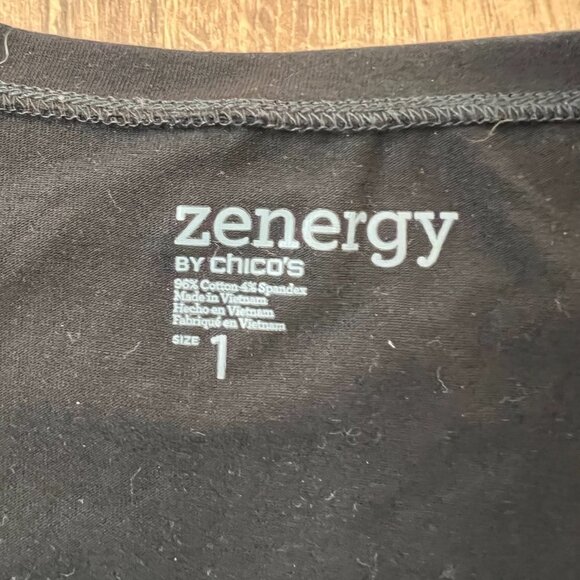 zenergy
BY CHICO'S
96% Cotton 4% Spandex
Made in Vietnam
Hecho en Vietnam
Fabriqué en Vietnam
SIZE 1